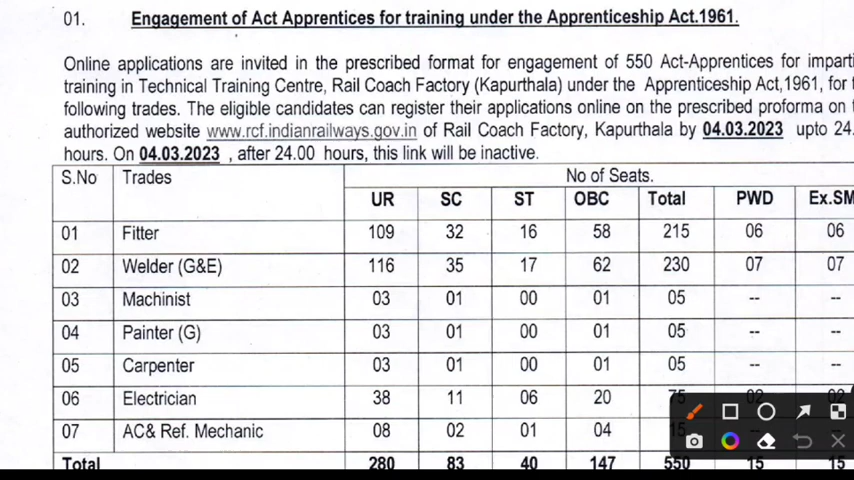 01. Engagement of Act Apprentices for training under the Apprenticeship Act.1961.
Online applications are invited in the prescribed format for engagement of 550 Act-Apprentices for imparti
training in Technical Training Centre, Rail Coach Factory (Kapurthala) under the Apprenticeship Act,1961, for
following trades. The eligible candidates can register their applications online on the prescribed proforma on
authorized website www.rcf.indianrailways.gov.in of Rail Coach Factory, Kapurthala by 04.03.2023 upto 24.
hours. On 04.03.2023 , after 24.00 hours, this link will be inactive.
S.No Trades No of Seats.
UR SC ST OBC Total PWD Ex.SM
01 Fitter 109 32 16 58 215 06 06
02 Welder (G&E) 116 35 17 62 230 07 07
03 Machinist 03 01 00 01 05 -- --
04 Painter (G) 03 01 00 01 05 -- --
05 Carpenter 03 01 00 01 05 -- --
06 Electrician 38 11 06 20 75 02 02
07 AC& Ref. Mechanic 08 02 01 04 15
Total 280 83 40 147 550 15 15